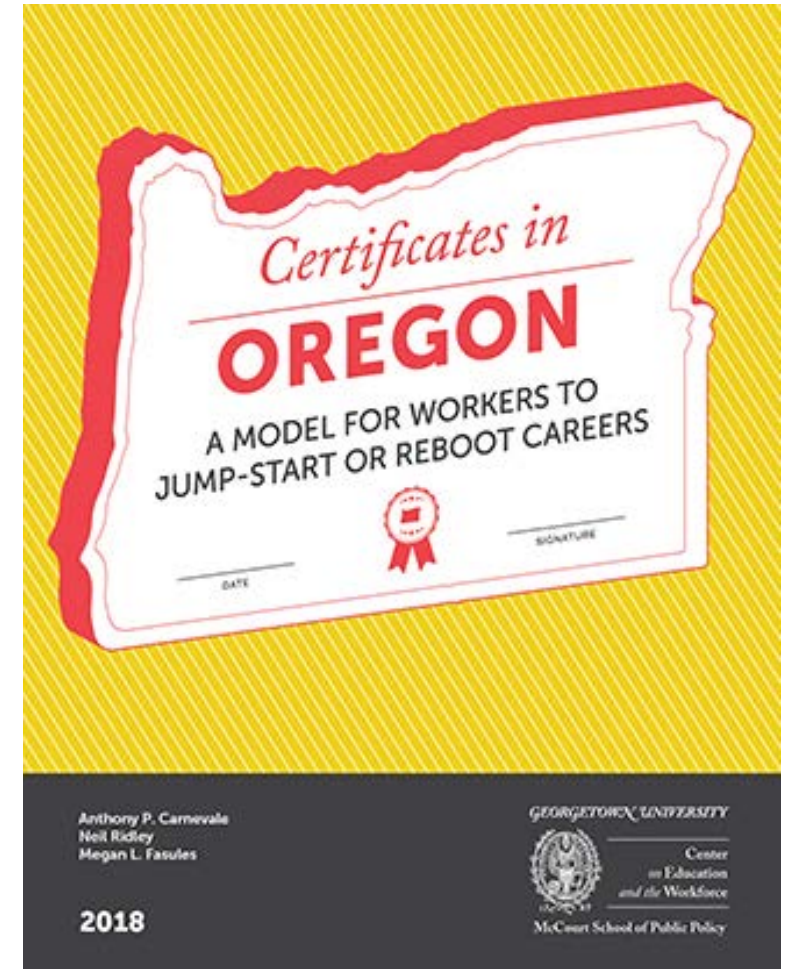 Certificates in
OREGON
A MODEL FOR WORKERS TO
JUMP-START OR REBOOT CAREERS
DATE
SIGNATURE
Anthony P. Carnevale
Neil Ridley
Megan L. Fasules
2018
GEORGETOWN UNIVERSITY
Center
on Education
and the Workforce
McCourt School of Public Policy